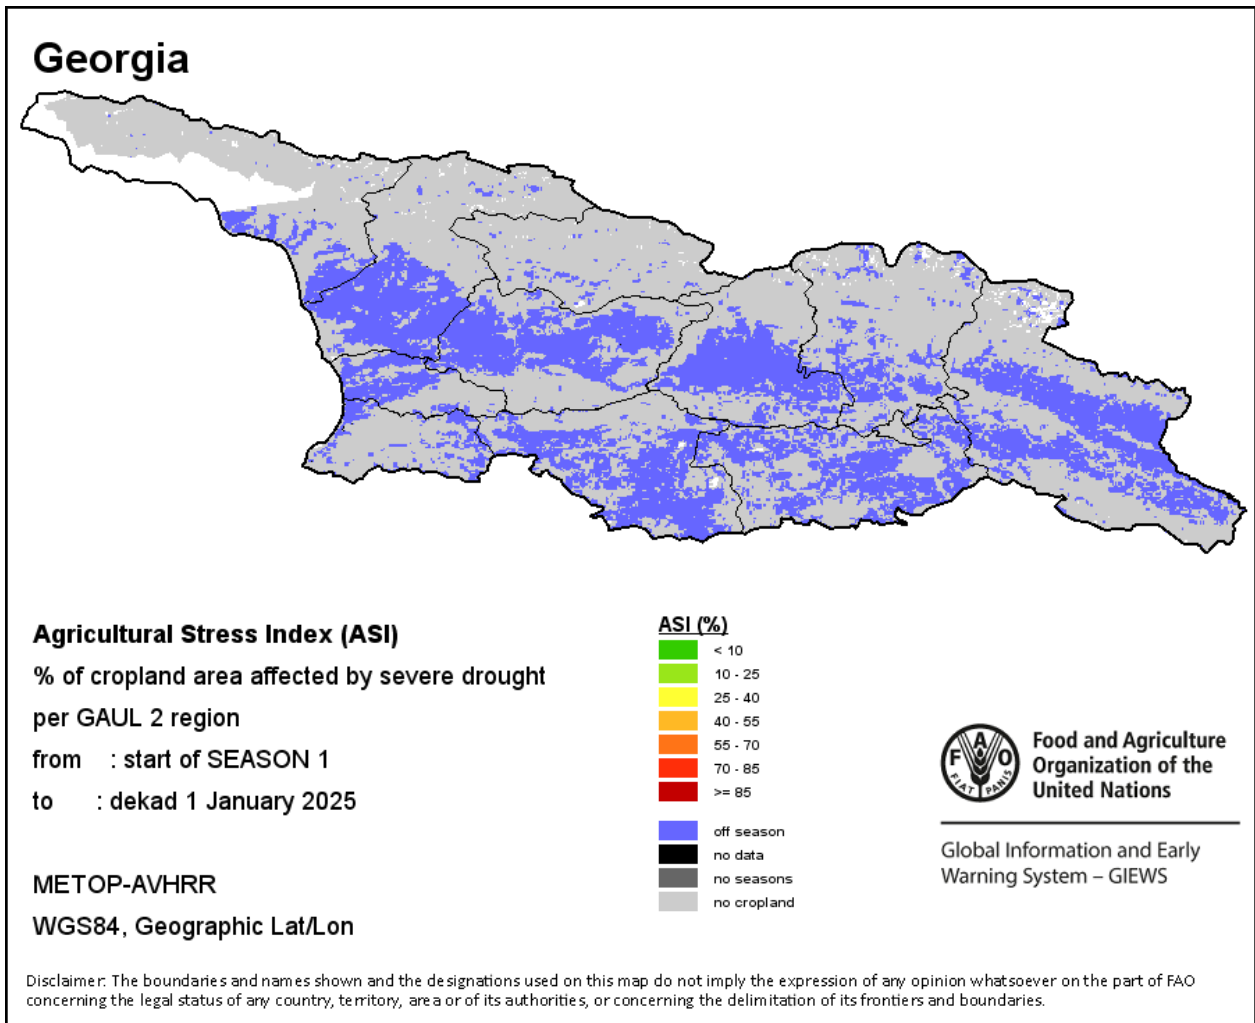 Georgia
Agricultural Stress Index (ASI)
% of cropland area affected by severe drought
per GAUL 2 region
from : start of SEASON 1
to : dekad 1 January 2025
METOP-AVHRR
WGS84, Geographic Lat/Lon
ASI (%)
< 10
10 - 25
25 - 40
40 - 55
55 - 70
70 - 85
>= 85
off season
no data
no seasons
no cropland
F A O
FIAT PANIS
Food and Agriculture
Organization of the
United Nations
Global Information and Early
Warning System – GIEWS
Disclaimer: The boundaries and names shown and the designations used on this map do not imply the expression of any opinion whatsoever on the part of FAO
concerning the legal status of any country, territory, area or of its authorities, or concerning the delimitation of its frontiers and boundaries.